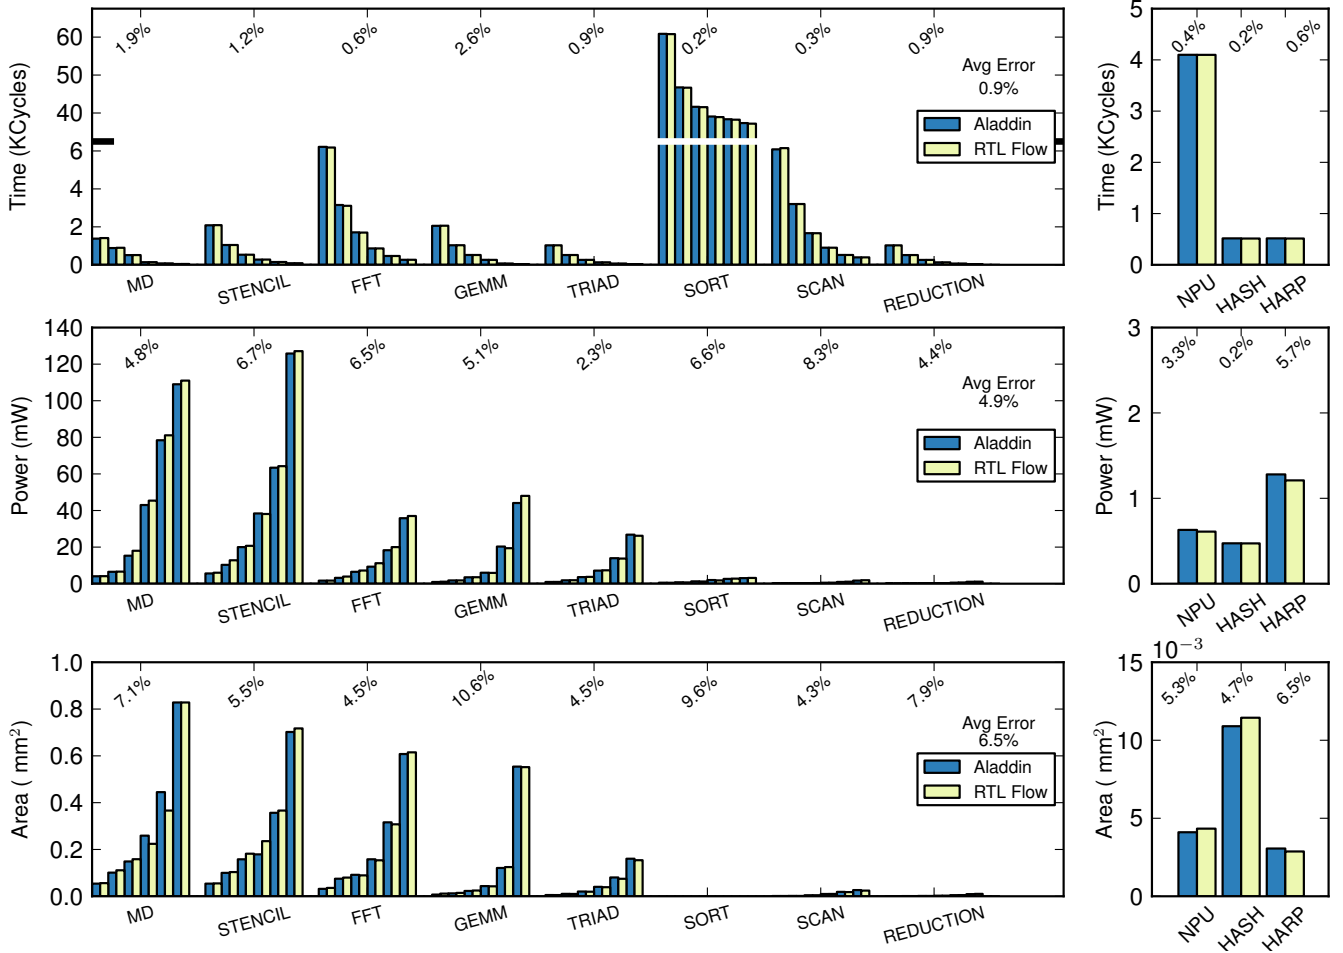 Time (KCycles)
60
50
40
6
4
2
0
1.9%
1.2%
0.6%
2.6%
0.9%
0.2%
0.3%
0.9%
Avg Error
0.9%
Aladdin
RTL Flow
MD
STENCIL
FFT
GEMM
TRIAD
SORT
SCAN
REDUCTION
Time (KCycles)
5
4
3
2
1
0
0.4%
0.2%
0.6%
NPU
HASH
HARP
Power (mW)
140
120
100
80
60
40
20
0
4.8%
6.7%
6.5%
5.1%
2.3%
6.6%
8.3%
4.4%
Avg Error
4.9%
Aladdin
RTL Flow
MD
STENCIL
FFT
GEMM
TRIAD
SORT
SCAN
REDUCTION
Power (mW)
3
2
1
0
3.3%
0.2%
5.7%
NPU
HASH
HARP
Area ( mm²)
1.0
0.8
0.6
0.4
0.2
0.0
7.1%
5.5%
4.5%
10.6%
4.5%
9.6%
4.3%
7.9%
Avg Error
6.5%
Aladdin
RTL Flow
MD
STENCIL
FFT
GEMM
TRIAD
SORT
SCAN
REDUCTION
Area ( mm²)
10⁻³
15
10
5
0
5.3%
4.7%
6.5%
NPU
HASH
HARP